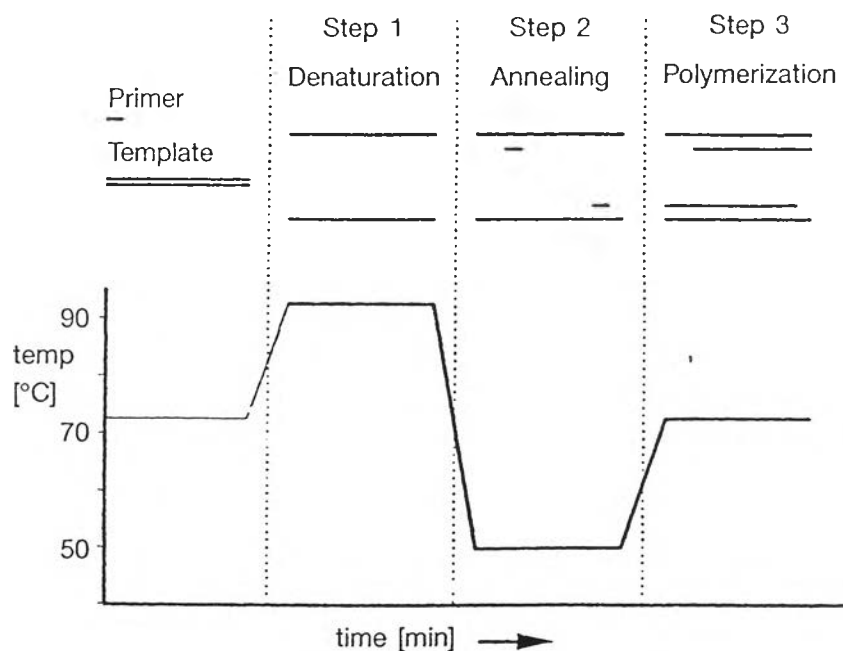 Step 1
Step 2
Step 3
Denaturation
Annealing
Polymerization
Primer
Template
90
temp
[°C]
70
50
time [min]